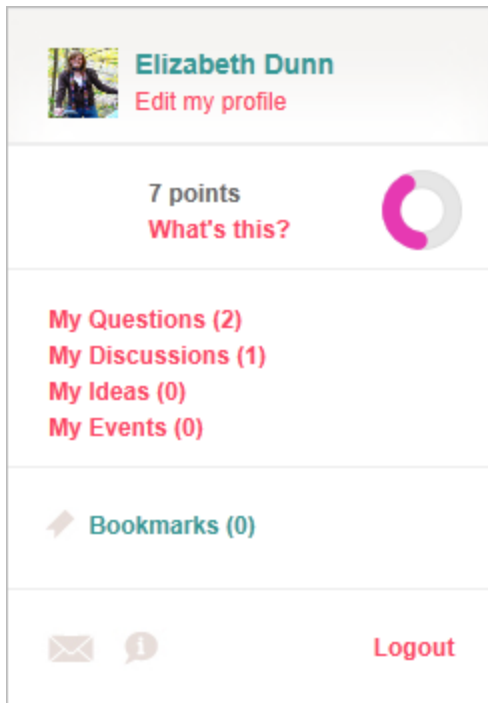 Elizabeth Dunn
Edit my profile
7 points
What's this?
My Questions (2)
My Discussions (1)
My Ideas (0)
My Events (0)
Bookmarks (0)
Logout